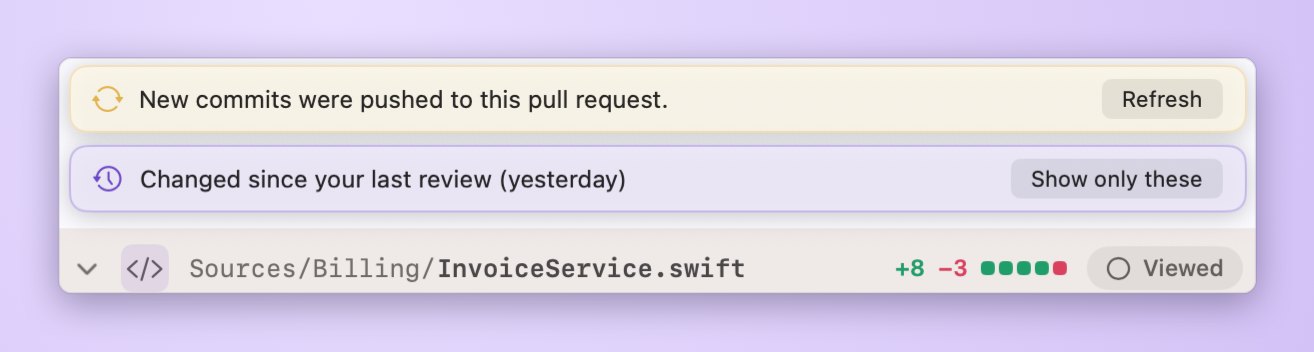 New commits were pushed to this pull request. Refresh
Changed since your last review (yesterday) Show only these
</> Sources/Billing/InvoiceService.swift +8 −3 Viewed